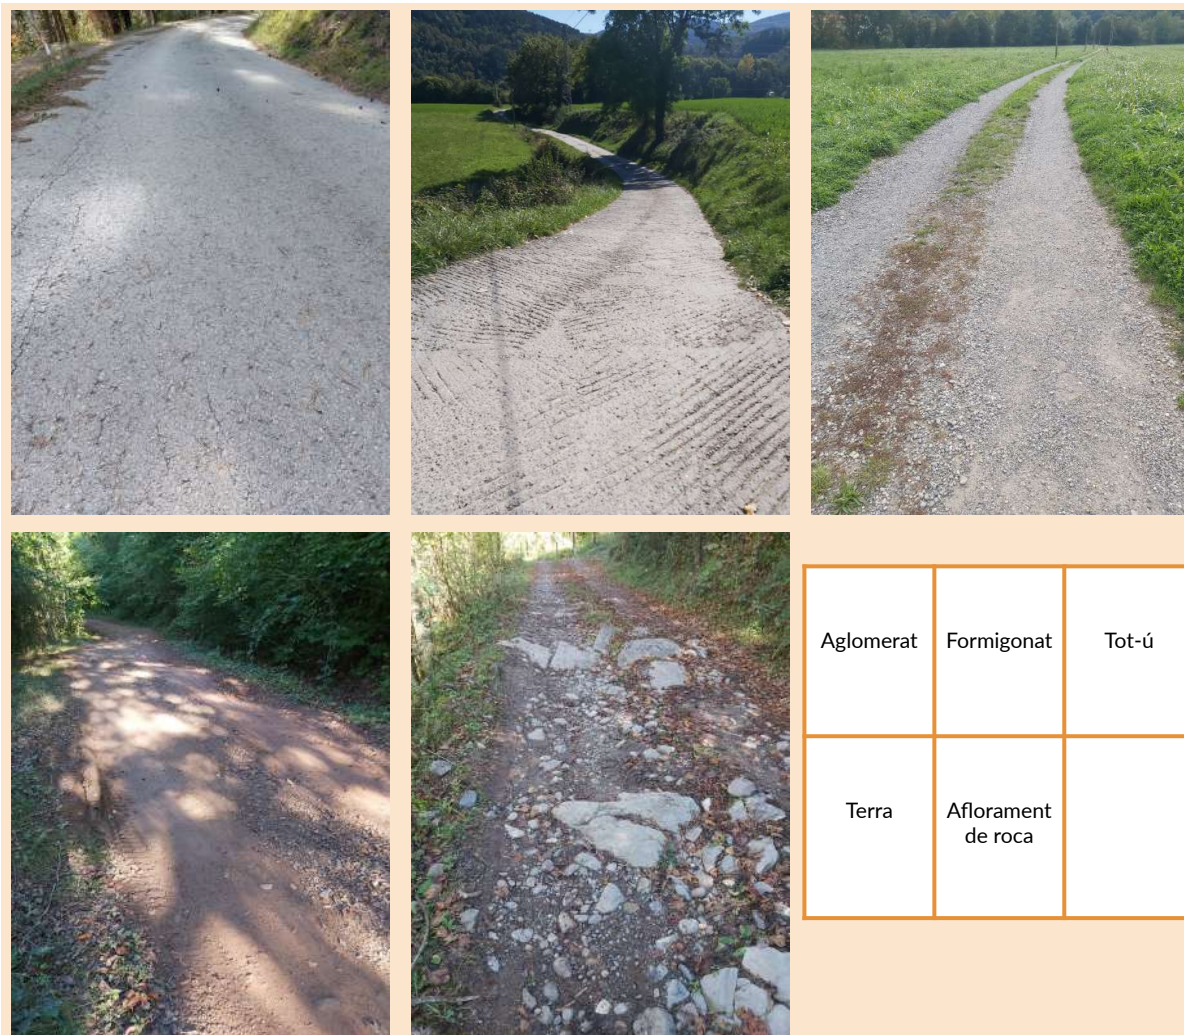 Aglomerat
Formigonat
Tot-ú
Terra
Aflorament
de roca